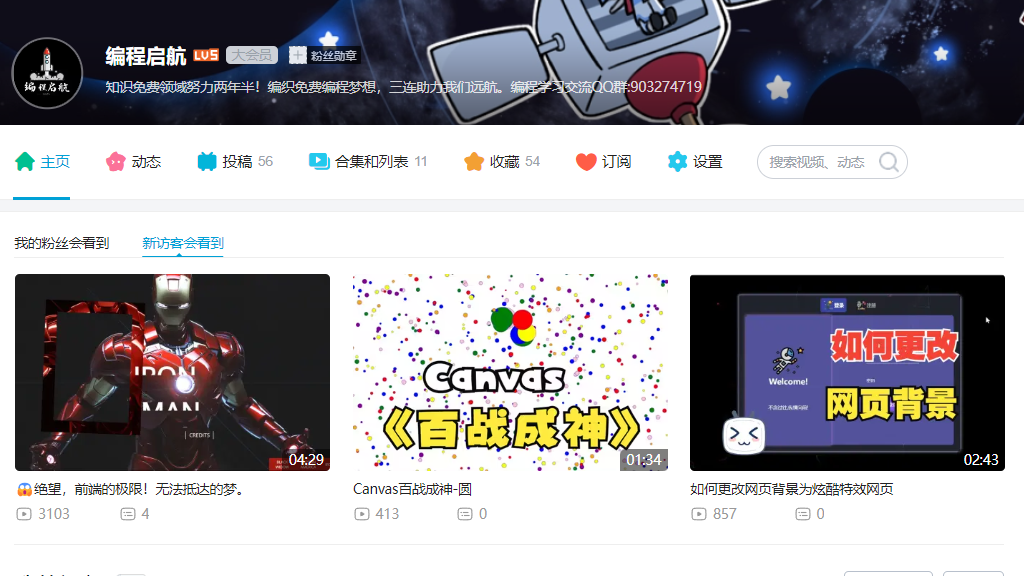 编程启航
编程启航 LV5 大会员 粉丝勋章
知识免费领域努力两年半！编织免费编程梦想，三连助力我们远航。编程学习交流QQ群:903274719
主页 动态 投稿 56 合集和列表 11 收藏 54 订阅 设置 搜索视频、动态
我的粉丝会看到 新访客会看到
IRON
MAN
CREDITS
04:29
Canvas
《百战成神》
01:34
登录
如何更改
Welcome!
网页背景
02:43
😱绝望，前端的极限！无法抵达的梦。
3103 4
Canvas百战成神-圆
413 0
如何更改网页背景为炫酷特效网页
857 0